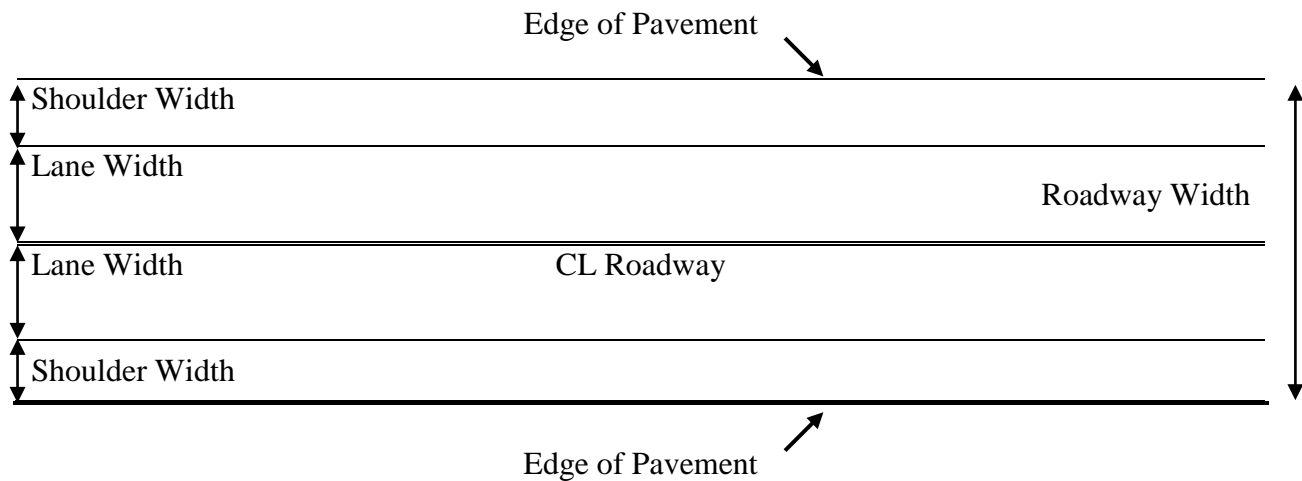 Edge of Pavement
Shoulder Width
Lane Width
Roadway Width
Lane Width
CL Roadway
Shoulder Width
Edge of Pavement